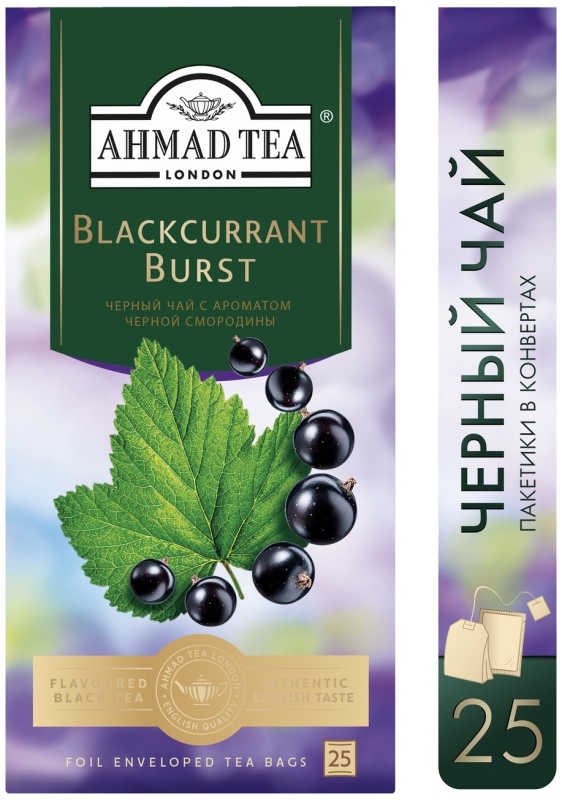 AHMAD TEA®
LONDON
BLACKCURRANT
BURST
ЧЕРНЫЙ ЧАЙ С АРОМАТОМ
ЧЕРНОЙ СМОРОДИНЫ
FLAVOURED
BLACK TEA
AHMAD TEA LONDON
ENGLISH QUALITY
AUTHENTIC
ENGLISH TASTE
FOIL ENVELOPED TEA BAGS 25
ЧЕРНЫЙ ЧАЙ
ПАКЕТИКИ В КОНВЕРТАХ
25